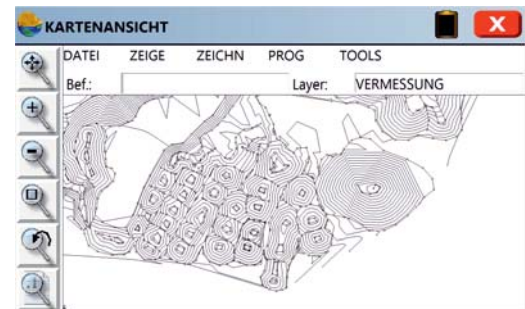 KARTENANSICHT
DATEI ZEIGE ZEICHN PROG TOOLS
Bef.: Layer: VERMESSUNG